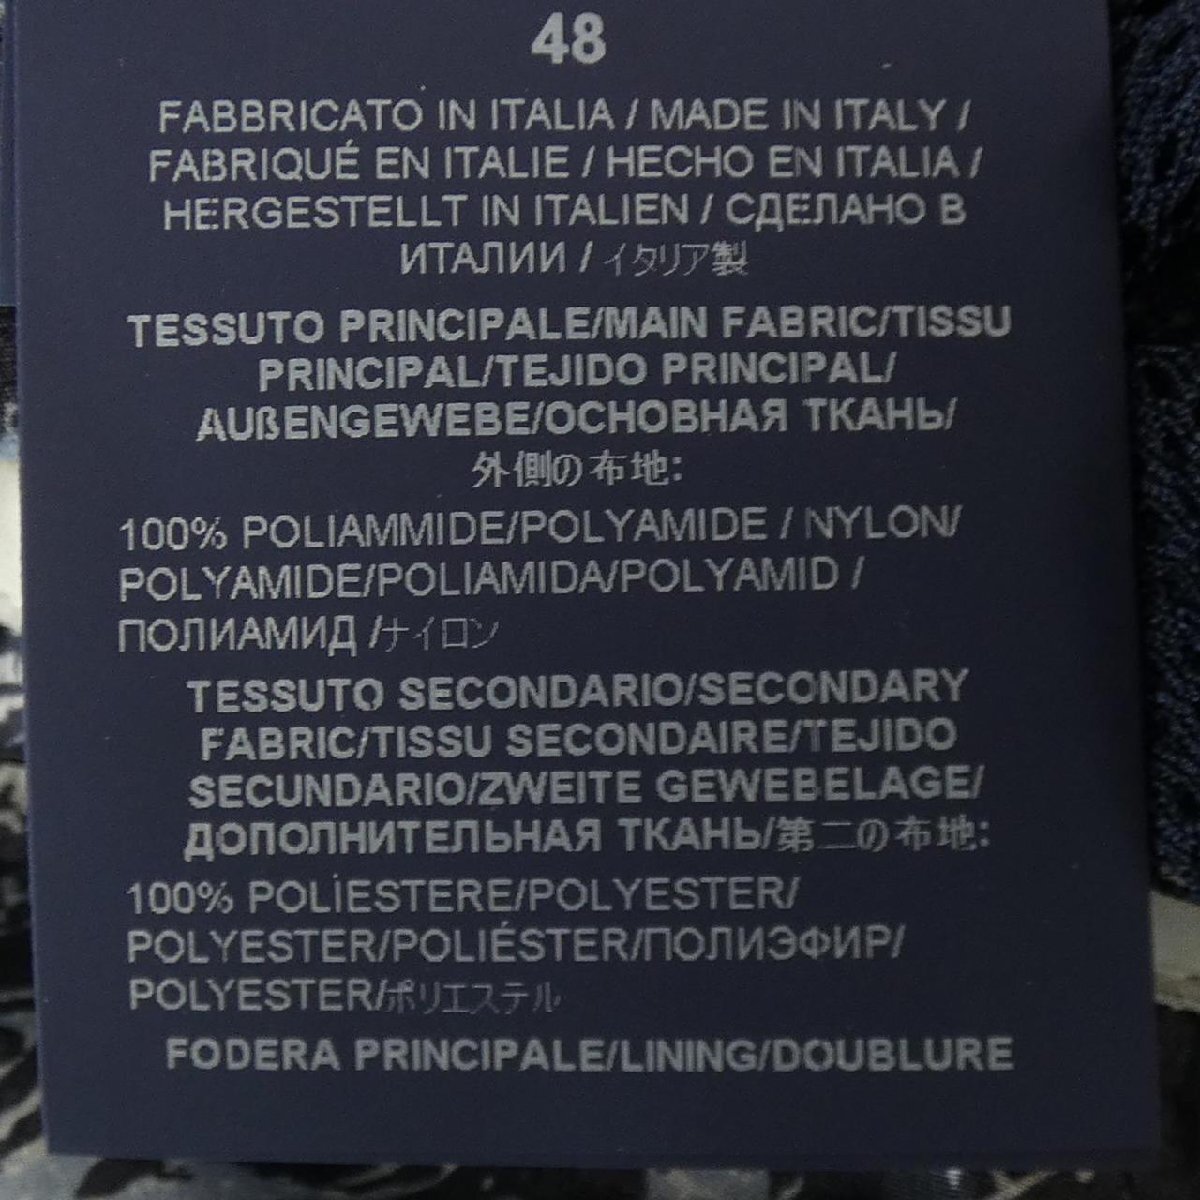 48
FABBRICATO IN ITALIA / MADE IN ITALY /
FABRIQUÉ EN ITALIE / HECHO EN ITALIA /
HERGESTELLT IN ITALIEN / СДЕЛАНО В
ИТАЛИИ / イタリア製
TESSUTO PRINCIPALE/MAIN FABRIC/TISSU
PRINCIPAL/TEJIDO PRINCIPAL/
AUßENGEWEBE/ОСНОВНАЯ ТКАНЬ/
外側の布地:
100% POLIAMMIDE/POLYAMIDE / NYLON/
POLYAMIDE/POLIAMIDA/POLYAMID /
ПОЛИАМИД /ナイロン
TESSUTO SECONDARIO/SECONDARY
FABRIC/TISSU SECONDAIRE/TEJIDO
SECUNDARIO/ZWEITE GEWEBELAGE/
ДОПОЛНИТЕЛЬНАЯ ТКАНЬ/第二の布地:
100% POLIESTERE/POLYESTER/
POLYESTER/POLIÉSTER/ПОЛИЭФИР/
POLYESTER/ポリエステル
FODERA PRINCIPALE/LINING/DOUBLURE